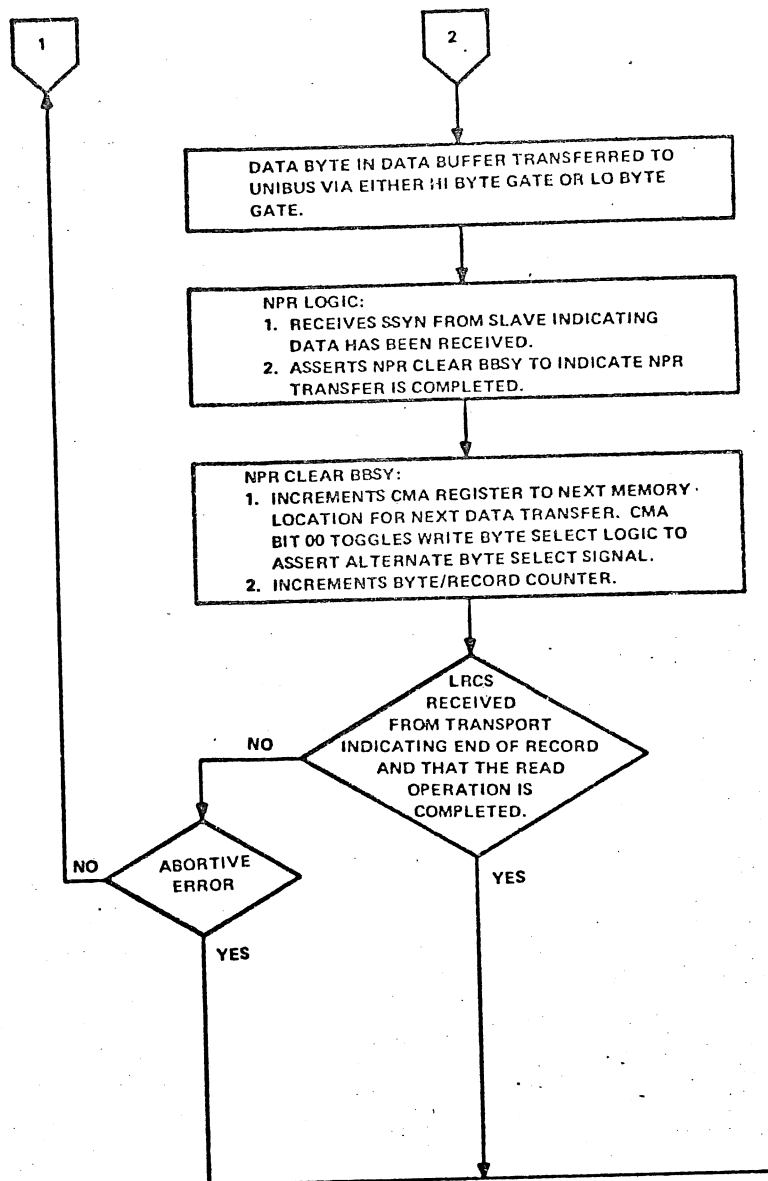 1
2
DATA BYTE IN DATA BUFFER TRANSFERRED TO
UNIBUS VIA EITHER HI BYTE GATE OR LO BYTE
GATE.
NPR LOGIC:
1. RECEIVES SSYN FROM SLAVE INDICATING
DATA HAS BEEN RECEIVED.
2. ASSERTS NPR CLEAR BBSY TO INDICATE NPR
TRANSFER IS COMPLETED.
NPR CLEAR BBSY:
1. INCREMENTS CMA REGISTER TO NEXT MEMORY
LOCATION FOR NEXT DATA TRANSFER. CMA
BIT 00 TOGGLES WRITE BYTE SELECT LOGIC TO
ASSERT ALTERNATE BYTE SELECT SIGNAL.
2. INCREMENTS BYTE/RECORD COUNTER.
LRCS
RECEIVED
FROM TRANSPORT
INDICATING END OF RECORD
AND THAT THE READ
OPERATION IS
COMPLETED.
NO
YES
ABORTIVE
ERROR
NO
YES